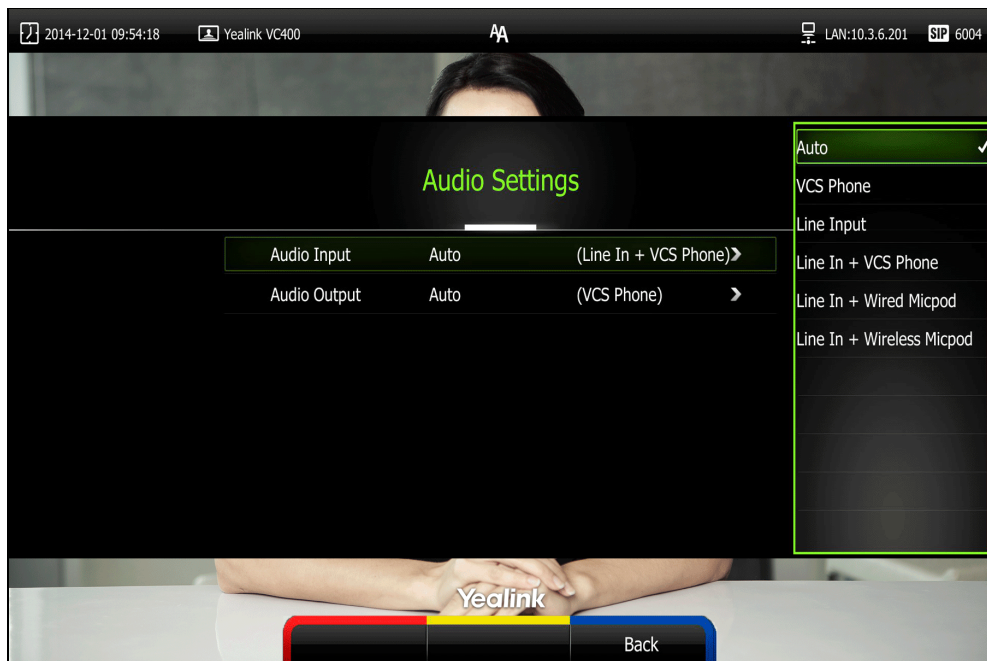 2014-12-01 09:54:18 Yealink VC400 AA LAN:10.3.6.201 SIP 6004
Audio Settings
Audio Input Auto (Line In + VCS Phone)
Audio Output Auto (VCS Phone)
Auto
VCS Phone
Line Input
Line In + VCS Phone
Line In + Wired Micpod
Line In + Wireless Micpod
Yealink
Back